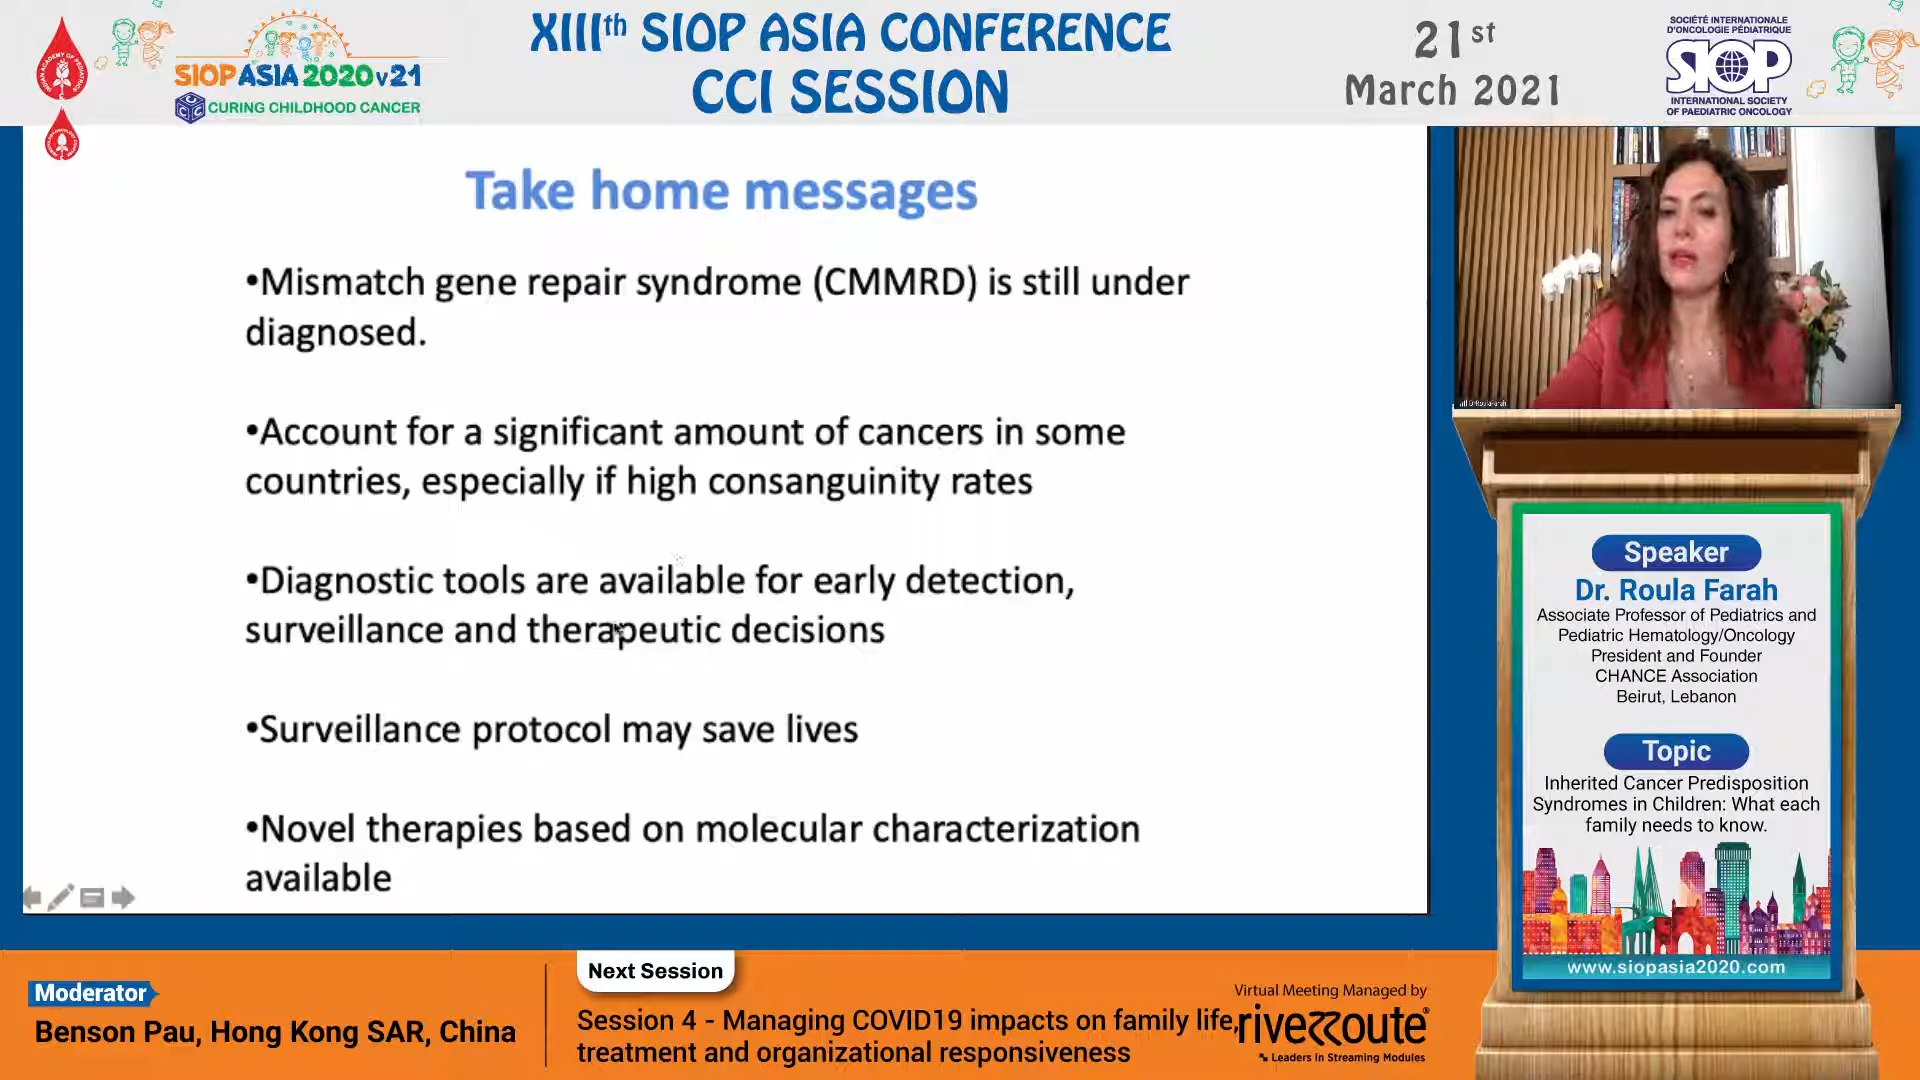 XIIIth SIOP ASIA CONFERENCE
CCI SESSION
21st
March 2021
SIOPASIA2020v21
CURING CHILDHOOD CANCER
SOCIÉTÉ INTERNATIONALE
D'ONCOLOGIE PÉDIATRIQUE
SIOP
INTERNATIONAL SOCIETY
OF PAEDIATRIC ONCOLOGY
Take home messages
•Mismatch gene repair syndrome (CMMRD) is still under
diagnosed.
•Account for a significant amount of cancers in some
countries, especially if high consanguinity rates
•Diagnostic tools are available for early detection,
surveillance and therapeutic decisions
•Surveillance protocol may save lives
•Novel therapies based on molecular characterization
available
Speaker
Dr. Roula Farah
Associate Professor of Pediatrics and
Pediatric Hematology/Oncology
President and Founder
CHANCE Association
Beirut, Lebanon
Topic
Inherited Cancer Predisposition
Syndromes in Children: What each
family needs to know.
www.siopasia2020.com
Moderator
Benson Pau, Hong Kong SAR, China
Next Session
Session 4 - Managing COVID19 impacts on family life,
treatment and organizational responsiveness
Virtual Meeting Managed by
riverroute
Leaders In Streaming Modules